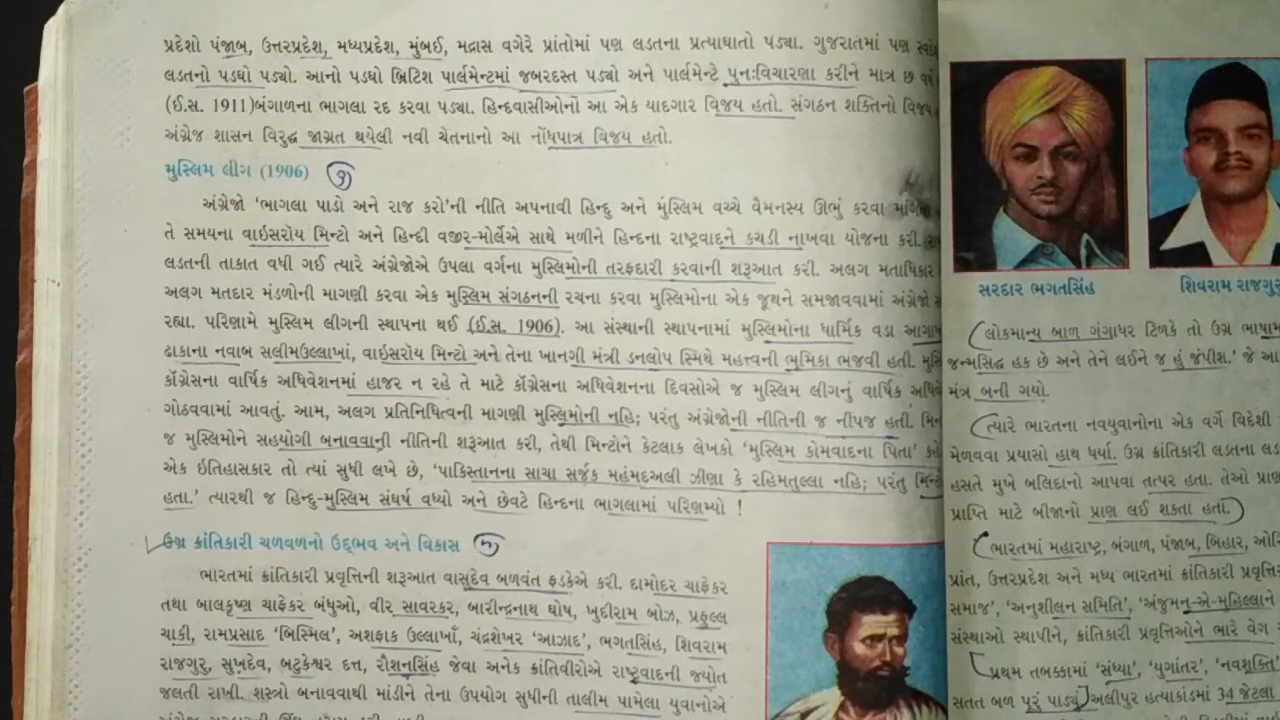 પ્રદેશો પંજાબ, ઉત્તરપ્રદેશ, મધ્યપ્રદેશ, મુંબઈ, મદ્રાસ વગેરે પ્રાંતોમાં પણ લડતના પ્રત્યાઘાતો પડ્યા. ગુજરાતમાં પણ
લડતનો પડઘો પડ્યો. આનો પડઘો બ્રિટિશ પાર્લમેન્ટમાં જબરદસ્ત પડ્યો અને પાર્લમેન્ટે પુનઃવિચારણા કરીને માત્ર છ વર્ષ
(ઈ.સ. 1911)બંગાળના ભાગલા રદ કરવા પડ્યા. હિન્દવાસીઓનો આ એક યાદગાર વિજય હતો. સંગઠન શક્તિનો વિજય
અંગ્રેજ શાસન વિરુદ્ધ જાગ્રત થયેલી નવી ચેતનાનો આ નોંધપાત્ર વિજય હતો.
મુસ્લિમ લીગ (1906)
અંગ્રેજો ‘ભાગલા પાડો અને રાજ કરો’ની નીતિ અપનાવી હિન્દુ અને મુસ્લિમ વચ્ચે વૈમનસ્ય ઊભું કરવા
તે સમયના વાઇસરોય મિન્ટો અને હિન્દી વજીર-મોર્લેએ સાથે મળીને હિન્દના રાષ્ટ્રવાદને કચડી નાખવા યોજના કરી.
લડતની તાકાત વધી ગઈ ત્યારે અંગ્રેજોએ ઉપલા વર્ગના મુસ્લિમોની તરફદારી કરવાની શરૂઆત કરી. અલગ મતાધિકાર
અલગ મતદાર મંડળોની માગણી કરવા એક મુસ્લિમ સંગઠનની રચના કરવા મુસ્લિમોના એક જૂથને સમજાવવામાં અંગ્રેજો
રહ્યા. પરિણામે મુસ્લિમ લીગની સ્થાપના થઈ (ઈ.સ. 1906). આ સંસ્થાની સ્થાપનામાં મુસ્લિમોના ધાર્મિક વડા
ઢાકાના નવાબ સલીમઉલ્લાખાં, વાઇસરોય મિન્ટો અને તેના ખાનગી મંત્રી ડનલોપ સ્મિથે મહત્ત્વની ભૂમિકા ભજવી હતી.
કૉંગ્રેસના વાર્ષિક અધિવેશનમાં હાજર ન રહે તે માટે કૉંગ્રેસના અધિવેશનના દિવસોએ જ મુસ્લિમ લીગનું વાર્ષિક
ગોઠવવામાં આવતું. આમ, અલગ પ્રતિનિધિત્વની માગણી મુસ્લિમોની નહિ; પરંતુ અંગ્રેજોની નીતિની જ નીપજ હતી.
જ મુસ્લિમોને સહયોગી બનાવવાની નીતિની શરૂઆત કરી, તેથી મિન્ટોને કેટલાક લેખકો ‘મુસ્લિમ કોમવાદના પિતા’
એક ઇતિહાસકાર તો ત્યાં સુધી લખે છે, ‘પાકિસ્તાનના સાચા સર્જક મહંમદઅલી ઝીણા કે રહિમતુલ્લા નહિ; પરંતુ
હતા.’ ત્યારથી જ હિન્દુ-મુસ્લિમ સંઘર્ષ વધ્યો અને છેવટે હિન્દના ભાગલામાં પરિણમ્યો !
ઉગ્ર ક્રાંતિકારી ચળવળનો ઉદ્ભવ અને વિકાસ
ભારતમાં ક્રાંતિકારી પ્રવૃત્તિની શરૂઆત વાસુદેવ બળવંત ફડકેએ કરી. દામોદર ચાફેકર
તથા બાલકૃષ્ણ ચાફેકર બંધુઓ, વીર સાવરકર, બારીન્દ્રનાથ ઘોષ, ખુદીરામ બોઝ, પ્રફુલ્લ
ચાકી, રામપ્રસાદ ‘બિસ્મિલ’, અશફાક ઉલ્લાખાઁ, ચંદ્રશેખર ‘આઝાદ’, ભગતસિંહ, શિવરામ
રાજગુરુ, સુખદેવ, બટુકેશ્વર દત્ત, રૌશનસિંહ જેવા અનેક ક્રાંતિવીરોએ રાષ્ટ્રવાદની જ્યોત
જલતી રાખી. શસ્ત્રો બનાવવાથી માંડીને તેના ઉપયોગ સુધીની તાલીમ પામેલા યુવાનોએ
સરદાર ભગતસિંહ
શિવરામ રાજગુરુ
લોકમાન્ય બાળ ગંગાધર ટિળકે તો ઉગ્ર
જન્મસિદ્ધ હક છે અને તેને લઈને જ હું જંપીશ.’ જે
મંત્ર બની ગયો.
ત્યારે ભારતના નવયુવાનોના એક વર્ગે વિદેશી
મેળવવા પ્રયાસો હાથ ધર્યા. ઉગ્ર ક્રાંતિકારી લડતના
હસતે મુખે બલિદાનો આપવા તત્પર હતા. તેઓ
પ્રાપ્તિ માટે બીજાનો પ્રાણ લઈ શકતા હતા.
ભારતમાં મહારાષ્ટ્ર, બંગાળ, પંજાબ, બિહાર,
પ્રાંત, ઉત્તરપ્રદેશ અને મધ્ય ભારતમાં ક્રાંતિકારી
સમાજ’, ‘અનુશીલન સમિતિ’, ‘અંજુમન-એ-મહિલ્લાને
સંસ્થાઓ સ્થાપીને, ક્રાંતિકારી પ્રવૃત્તિઓને ભારે વેગ
પ્રથમ તબક્કામાં ‘સંધ્યા’, ‘યુગાંતર’, ‘નવશક્તિ’
સતત બળ પૂરું પાડ્યું. અલીપુર હત્યાકાંડમાં 34 જેટલા